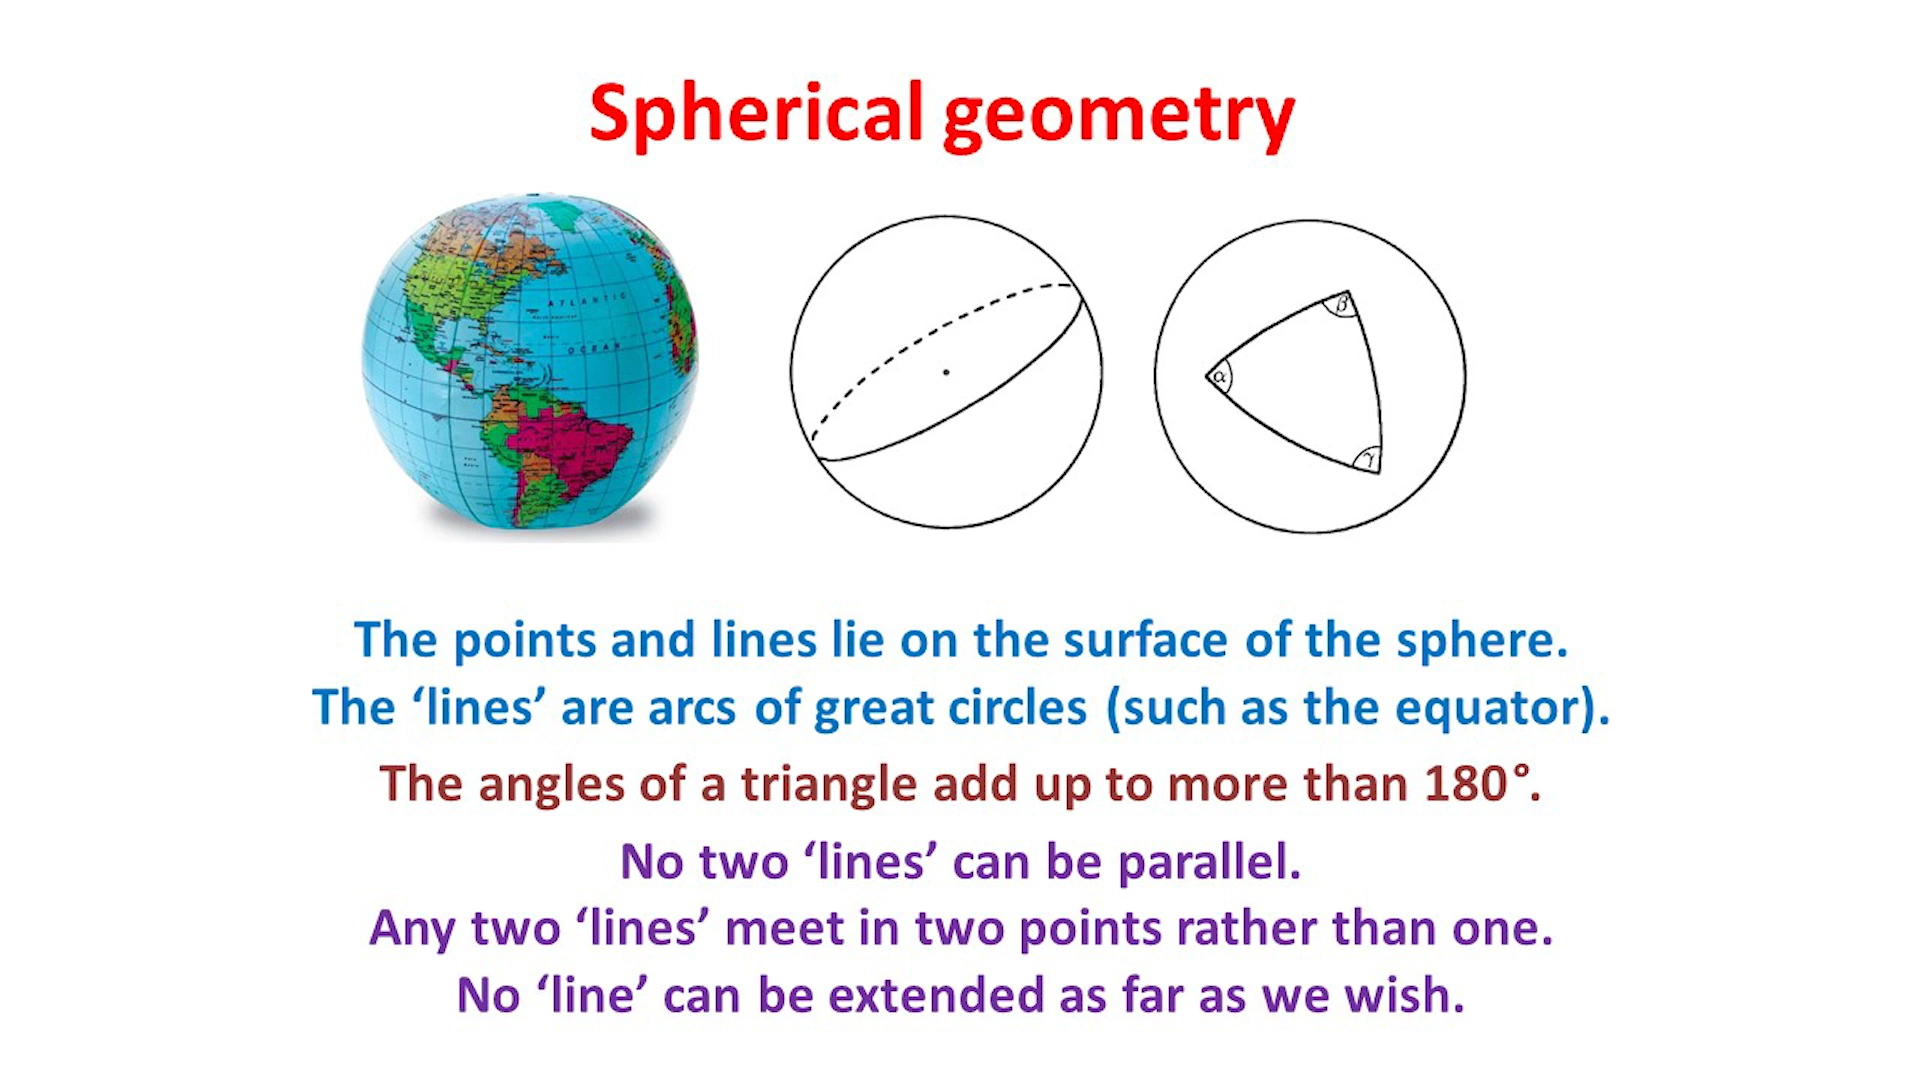 Spherical geometry
ATLANTIC
OCEAN
β
α
γ
The points and lines lie on the surface of the sphere.
The ‘lines’ are arcs of great circles (such as the equator).
The angles of a triangle add up to more than 180°.
No two ‘lines’ can be parallel.
Any two ‘lines’ meet in two points rather than one.
No ‘line’ can be extended as far as we wish.